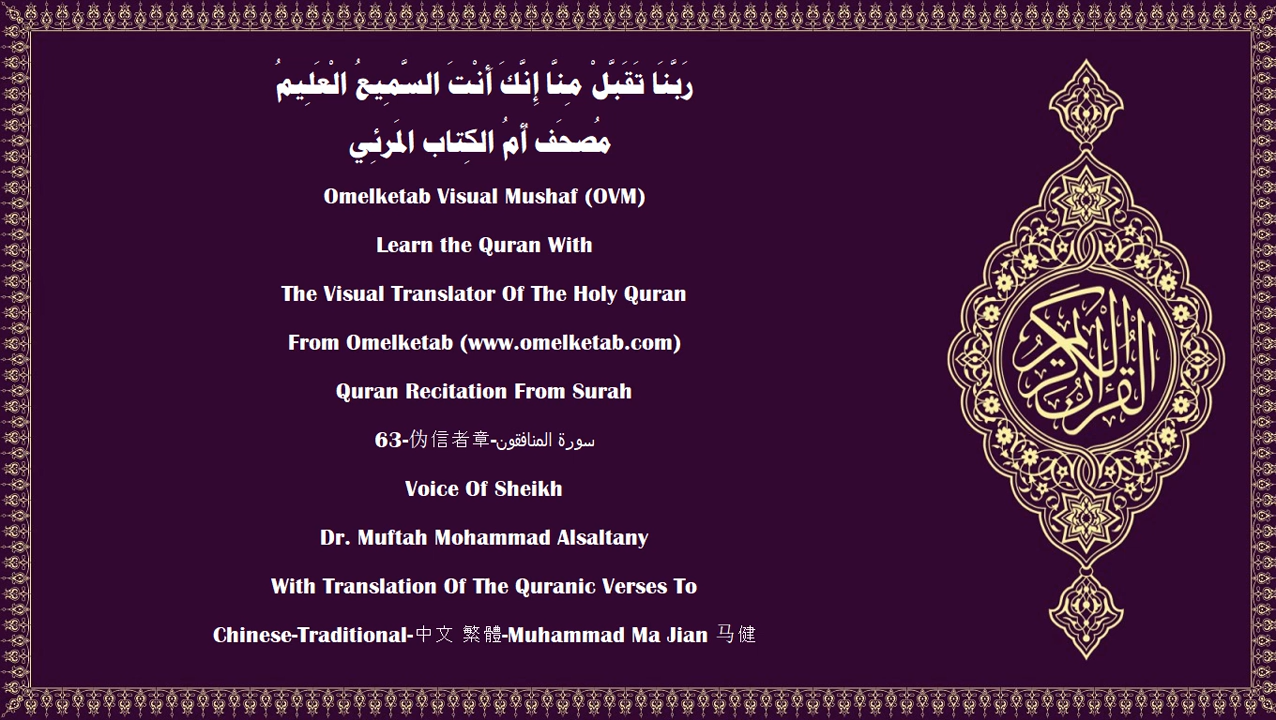 رَبَّنَا تَقَبَّلْ مِنَّا إِنَّكَ أَنْتَ السَّمِيعُ الْعَلِيمُ
مُصحَف أمُ الكِتاب المَرئِي
Omelketab Visual Mushaf (OVM)
Learn the Quran With
The Visual Translator Of The Holy Quran
From Omelketab (www.omelketab.com)
Quran Recitation From Surah
63-伪信者章-سورة المنافقون
Voice Of Sheikh
Dr. Muftah Mohammad Alsaltany
With Translation Of The Quranic Verses To
Chinese-Traditional-中文 繁體-Muhammad Ma Jian 马健
القرآن الكريم